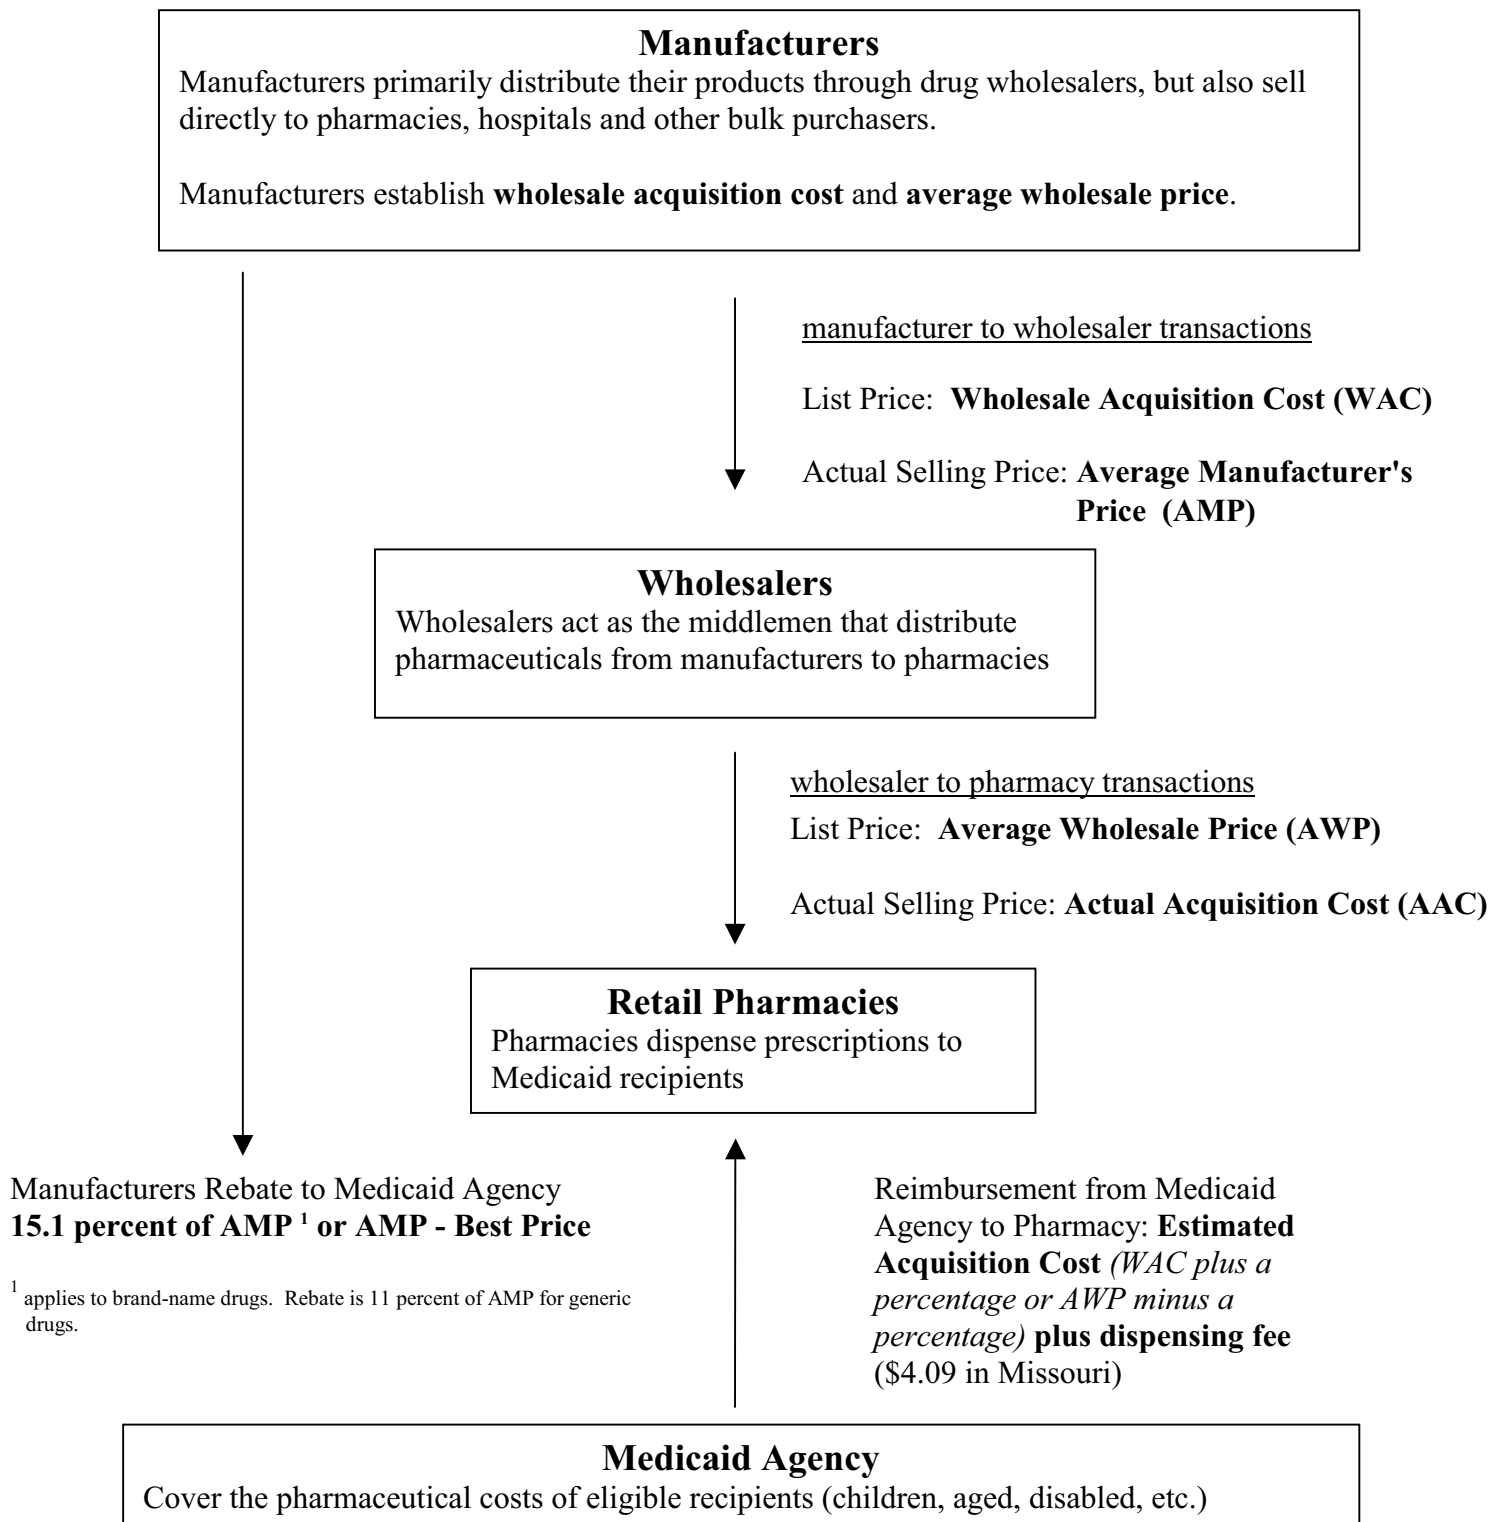 Manufacturers
Manufacturers primarily distribute their products through drug wholesalers, but also sell
directly to pharmacies, hospitals and other bulk purchasers.
Manufacturers establish wholesale acquisition cost and average wholesale price.
manufacturer to wholesaler transactions
List Price:  Wholesale Acquisition Cost (WAC)
Actual Selling Price: Average Manufacturer's
Price  (AMP)
Wholesalers
Wholesalers act as the middlemen that distribute
pharmaceuticals from manufacturers to pharmacies
wholesaler to pharmacy transactions
List Price:  Average Wholesale Price (AWP)
Actual Selling Price: Actual Acquisition Cost (AAC)
Retail Pharmacies
Pharmacies dispense prescriptions to
Medicaid recipients
Manufacturers Rebate to Medicaid Agency
15.1 percent of AMP 1 or AMP - Best Price
1 applies to brand-name drugs.  Rebate is 11 percent of AMP for generic
drugs.
Reimbursement from Medicaid
Agency to Pharmacy: Estimated
Acquisition Cost (WAC plus a
percentage or AWP minus a
percentage) plus dispensing fee
($4.09 in Missouri)
Medicaid Agency
Cover the pharmaceutical costs of eligible recipients (children, aged, disabled, etc.)